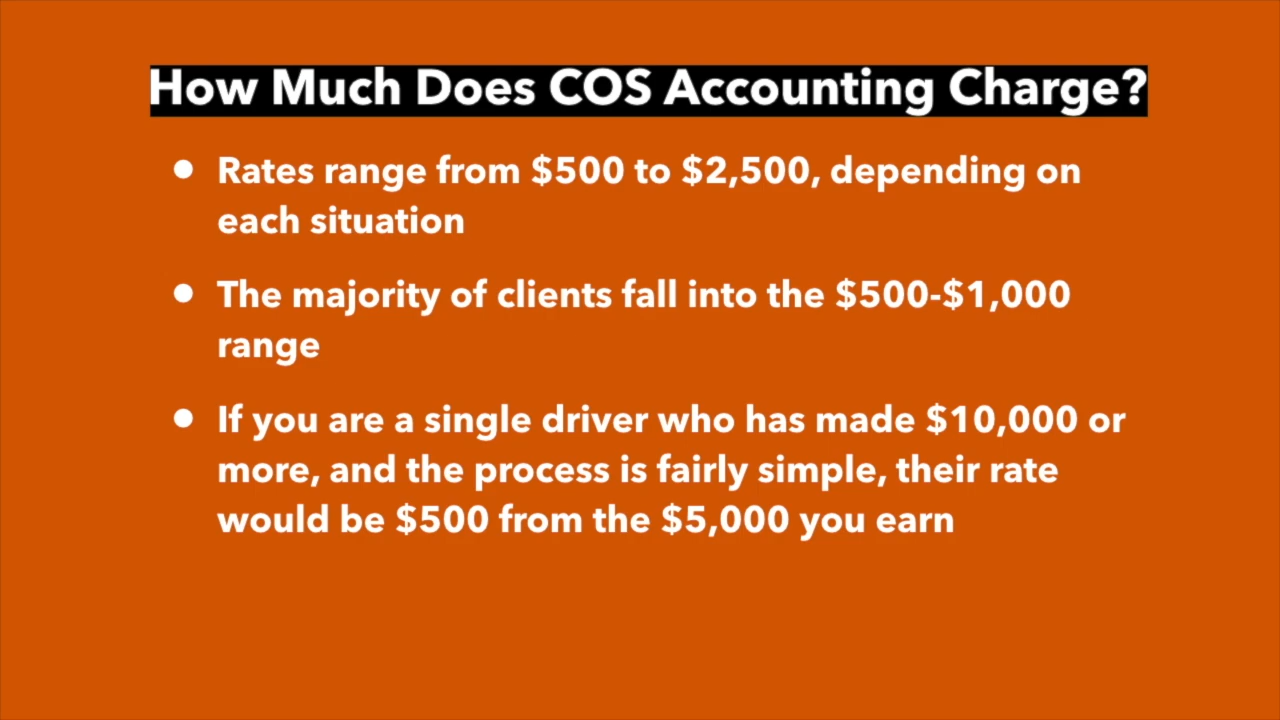 How Much Does COS Accounting Charge?
• Rates range from $500 to $2,500, depending on
each situation
• The majority of clients fall into the $500-$1,000
range
• If you are a single driver who has made $10,000 or
more, and the process is fairly simple, their rate
would be $500 from the $5,000 you earn